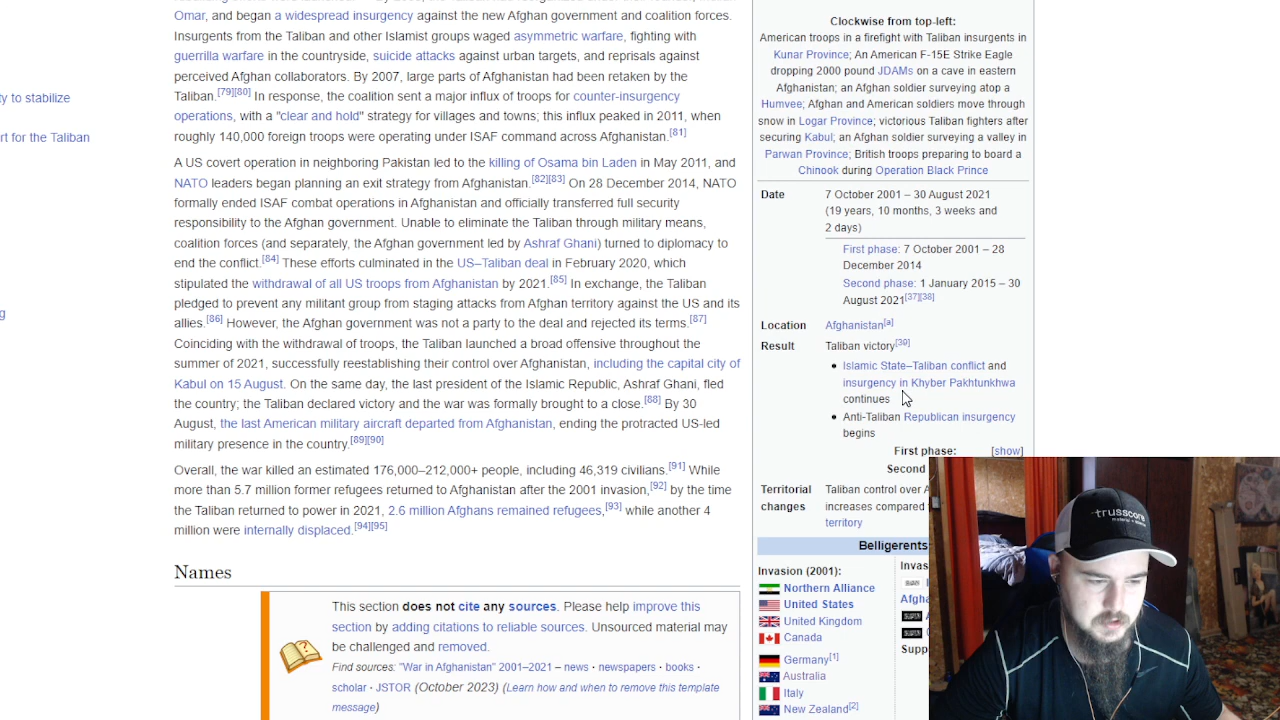 Omar, and began a widespread insurgency against the new Afghan government and coalition forces.
Insurgents from the Taliban and other Islamist groups waged asymmetric warfare, fighting with
guerrilla warfare in the countryside, suicide attacks against urban targets, and reprisals against
perceived Afghan collaborators. By 2007, large parts of Afghanistan had been retaken by the
Taliban.[79][80] In response, the coalition sent a major influx of troops for counter-insurgency
operations, with a "clear and hold" strategy for villages and towns; this influx peaked in 2011, when
roughly 140,000 foreign troops were operating under ISAF command across Afghanistan.[81]
A US covert operation in neighboring Pakistan led to the killing of Osama bin Laden in May 2011, and
NATO leaders began planning an exit strategy from Afghanistan.[82][83] On 28 December 2014, NATO
formally ended ISAF combat operations in Afghanistan and officially transferred full security
responsibility to the Afghan government. Unable to eliminate the Taliban through military means,
coalition forces (and separately, the Afghan government led by Ashraf Ghani) turned to diplomacy to
end the conflict.[84] These efforts culminated in the US–Taliban deal in February 2020, which
stipulated the withdrawal of all US troops from Afghanistan by 2021.[85] In exchange, the Taliban
pledged to prevent any militant group from staging attacks from Afghan territory against the US and its
allies.[86] However, the Afghan government was not a party to the deal and rejected its terms.[87]
Coinciding with the withdrawal of troops, the Taliban launched a broad offensive throughout the
summer of 2021, successfully reestablishing their control over Afghanistan, including the capital city of
Kabul on 15 August. On the same day, the last president of the Islamic Republic, Ashraf Ghani, fled
the country; the Taliban declared victory and the war was formally brought to a close.[88] By 30
August, the last American military aircraft departed from Afghanistan, ending the protracted US-led
military presence in the country.[89][90]
Overall, the war killed an estimated 176,000–212,000+ people, including 46,319 civilians.[91] While
more than 5.7 million former refugees returned to Afghanistan after the 2001 invasion,[92] by the time
the Taliban returned to power in 2021, 2.6 million Afghans remained refugees,[93] while another 4
million were internally displaced.[94][95]
Names
This section does not cite any sources. Please help improve this
section by adding citations to reliable sources. Unsourced material may
be challenged and removed.
Find sources: "War in Afghanistan" 2001–2021 – news · newspapers · books ·
scholar · JSTOR (October 2023) (Learn how and when to remove this template
message)
ty to stabilize
rt for the Taliban
g
Clockwise from top-left:
American troops in a firefight with Taliban insurgents in
Kunar Province; An American F-15E Strike Eagle
dropping 2000 pound JDAMs on a cave in eastern
Afghanistan; an Afghan soldier surveying atop a
Humvee; Afghan and American soldiers move through
snow in Logar Province; victorious Taliban fighters after
securing Kabul; an Afghan soldier surveying a valley in
Parwan Province; British troops preparing to board a
Chinook during Operation Black Prince
Date 7 October 2001 – 30 August 2021
(19 years, 10 months, 3 weeks and
2 days)
First phase: 7 October 2001 – 28
December 2014
Second phase: 1 January 2015 – 30
August 2021[37][38]
Location Afghanistan[a]
Result Taliban victory[39]
• Islamic State–Taliban conflict and
insurgency in Khyber Pakhtunkhwa
continues
• Anti-Taliban Republican insurgency
begins
First phase: [show]
Second
Territorial changes
Taliban control over A
increases compared
territory
Belligerents
Invasion (2001):
Northern Alliance
United States
United Kingdom
Canada
Germany[1]
Australia
Italy
New Zealand[2]
Invas
Afgha
Supp
trusscore